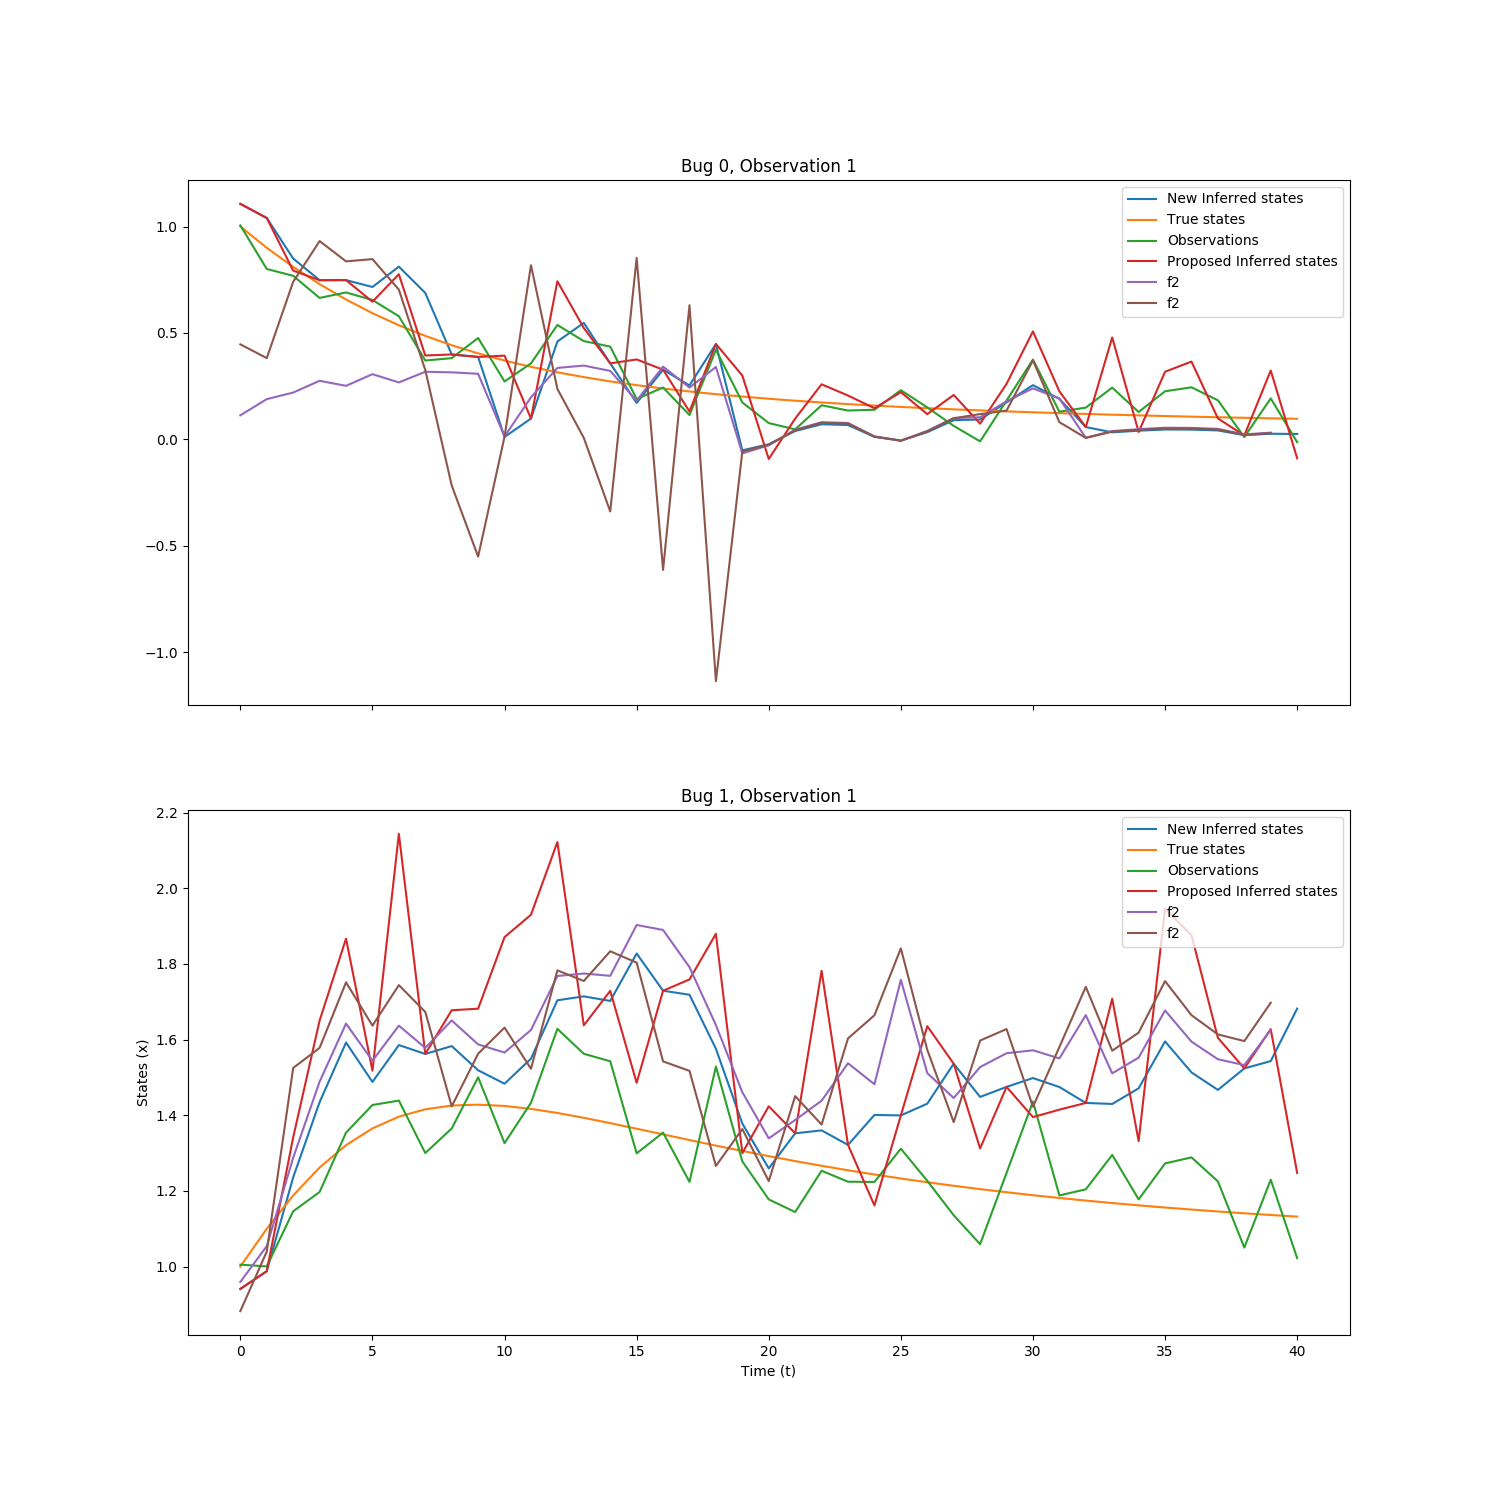 Bug 0, Observation 1
New Inferred states
True states
Observations
Proposed Inferred states
f2
f2
1.0
0.5
0.0
−0.5
−1.0
Bug 1, Observation 1
New Inferred states
True states
Observations
Proposed Inferred states
f2
f2
2.2
2.0
1.8
1.6
1.4
1.2
1.0
States (x)
0 5 10 15 20 25 30 35 40
Time (t)